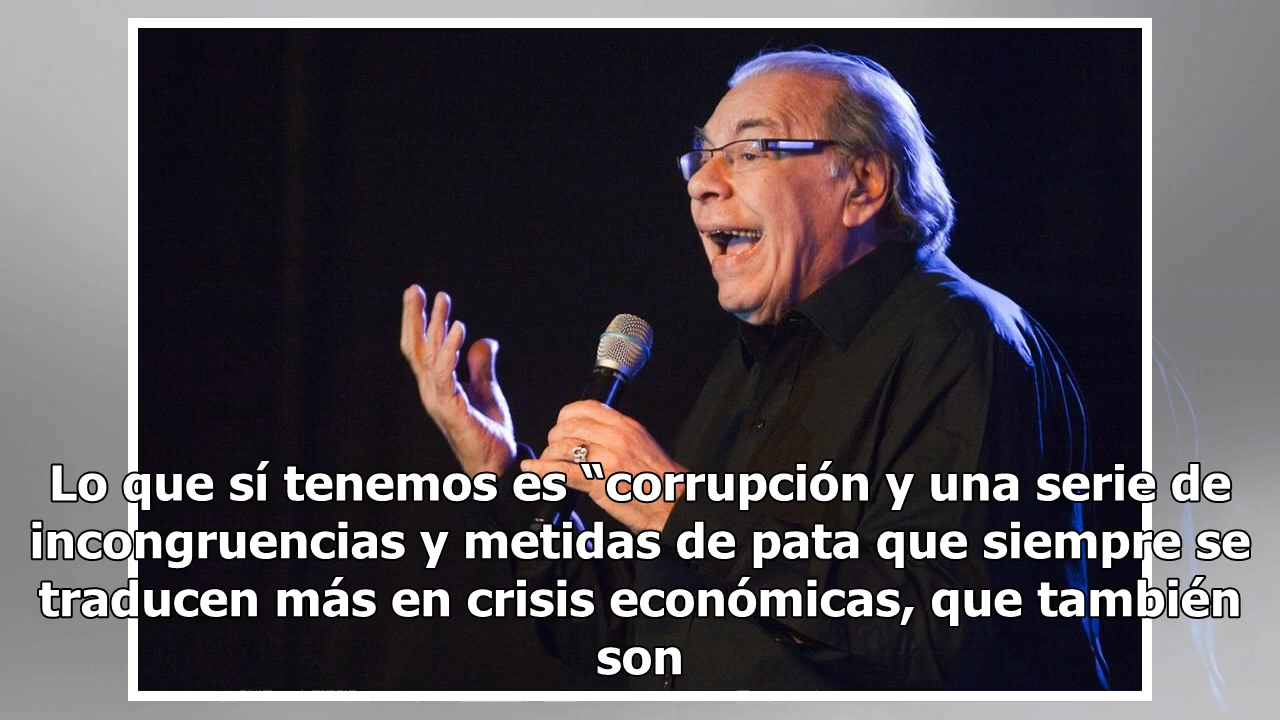 Lo que sí tenemos es “corrupción y una serie de
incongruencias y metidas de pata que siempre se
traducen más en crisis económicas, que también
son